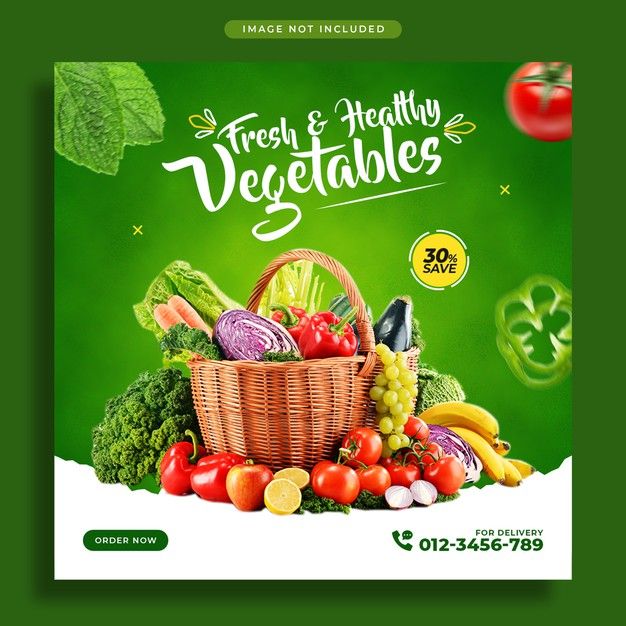 IMAGE NOT INCLUDED
Fresh & Healthy
Vegetables
30%
SAVE
ORDER NOW
FOR DELIVERY
012-3456-789